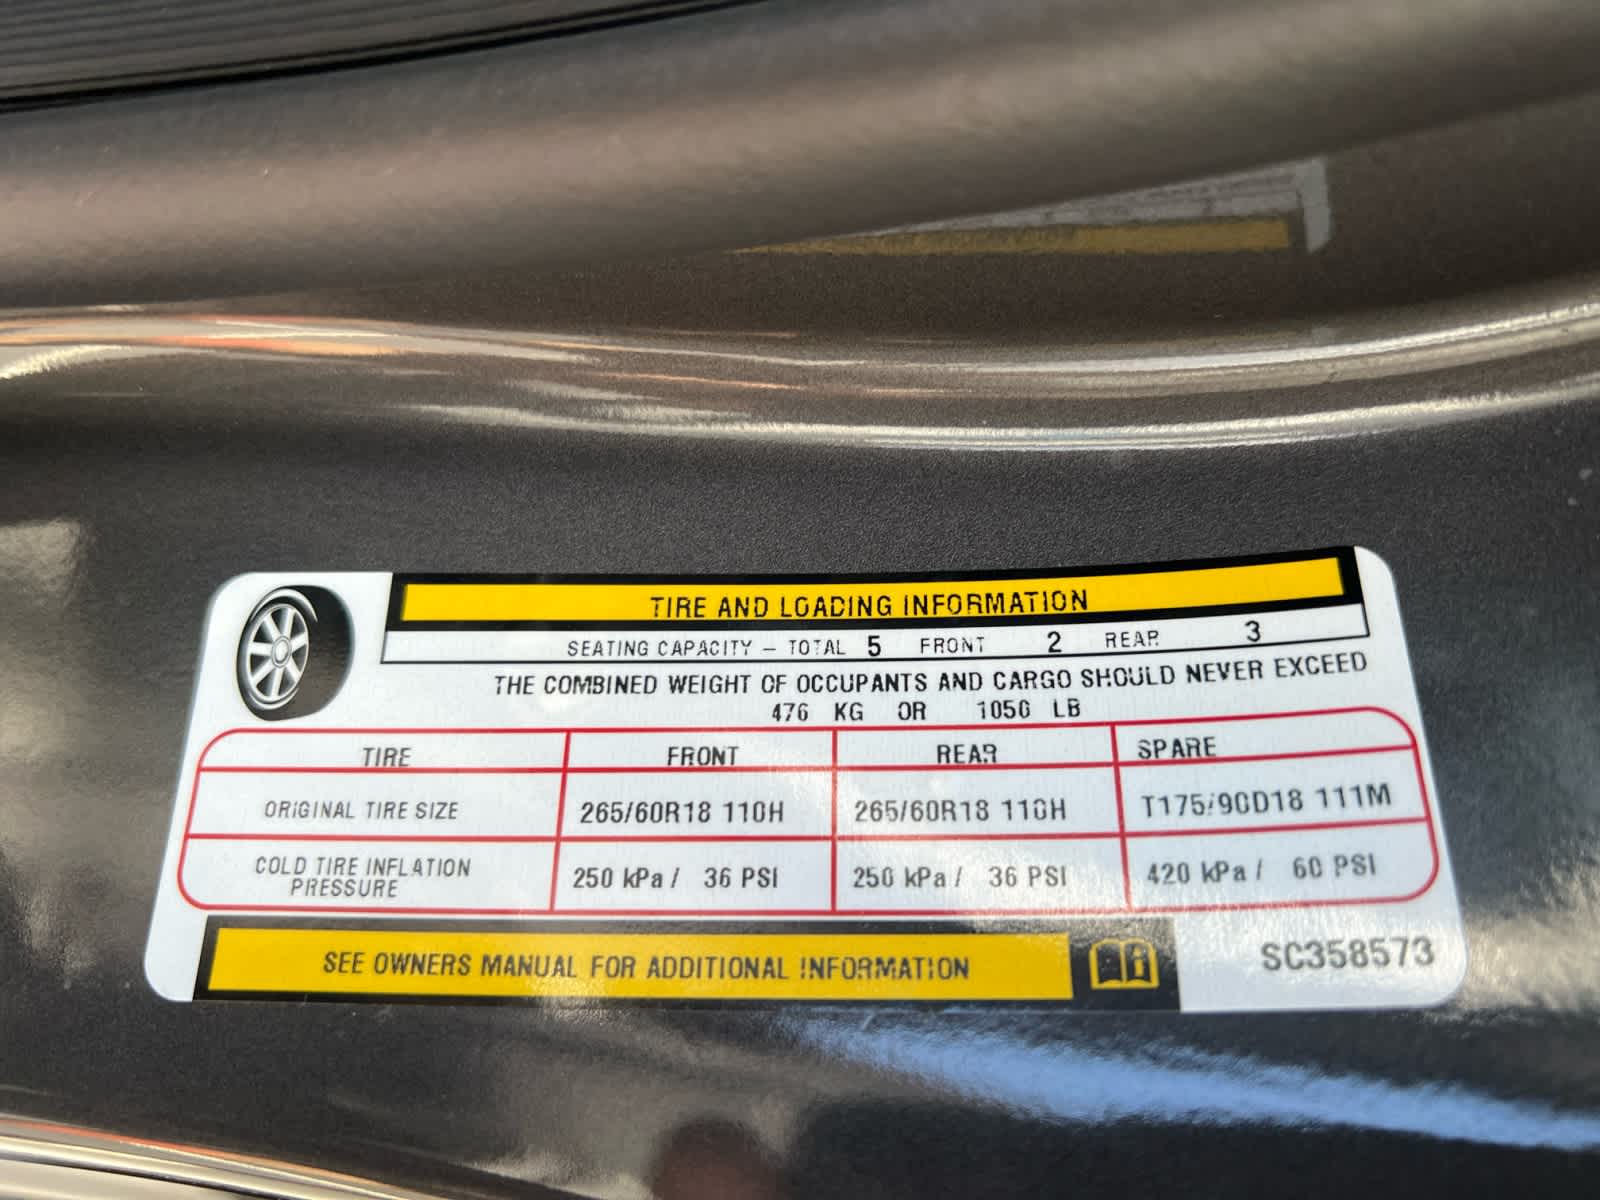 TIRE AND LOADING INFORMATION
SEATING CAPACITY – TOTAL 5 FRONT 2 REAR 3
THE COMBINED WEIGHT OF OCCUPANTS AND CARGO SHOULD NEVER EXCEED
476 KG OR 1050 LB
TIRE FRONT REAR SPARE
ORIGINAL TIRE SIZE 265/60R18 110H 265/60R18 110H T175/90D18 111M
COLD TIRE INFLATION
PRESSURE 250 kPa / 36 PSI 250 kPa / 36 PSI 420 kPa / 60 PSI
SEE OWNERS MANUAL FOR ADDITIONAL INFORMATION
SC358573